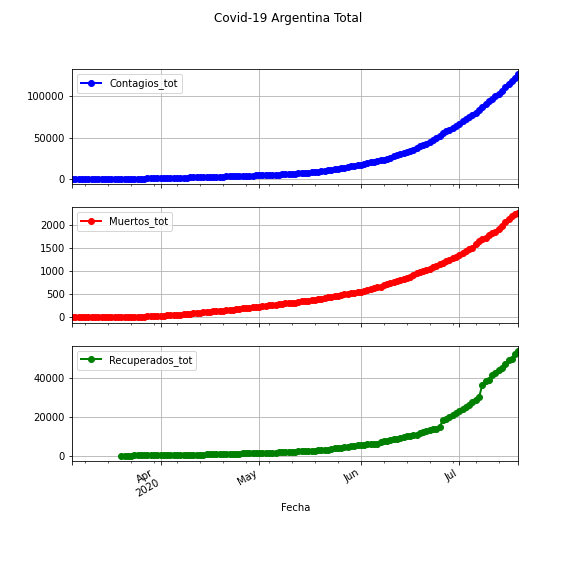 Covid-19 Argentina Total
Contagios_tot
100000
50000
0
Muertos_tot
2000
1500
1000
500
0
Recuperados_tot
40000
20000
0
Apr
2020
May
Jun
Jul
Fecha